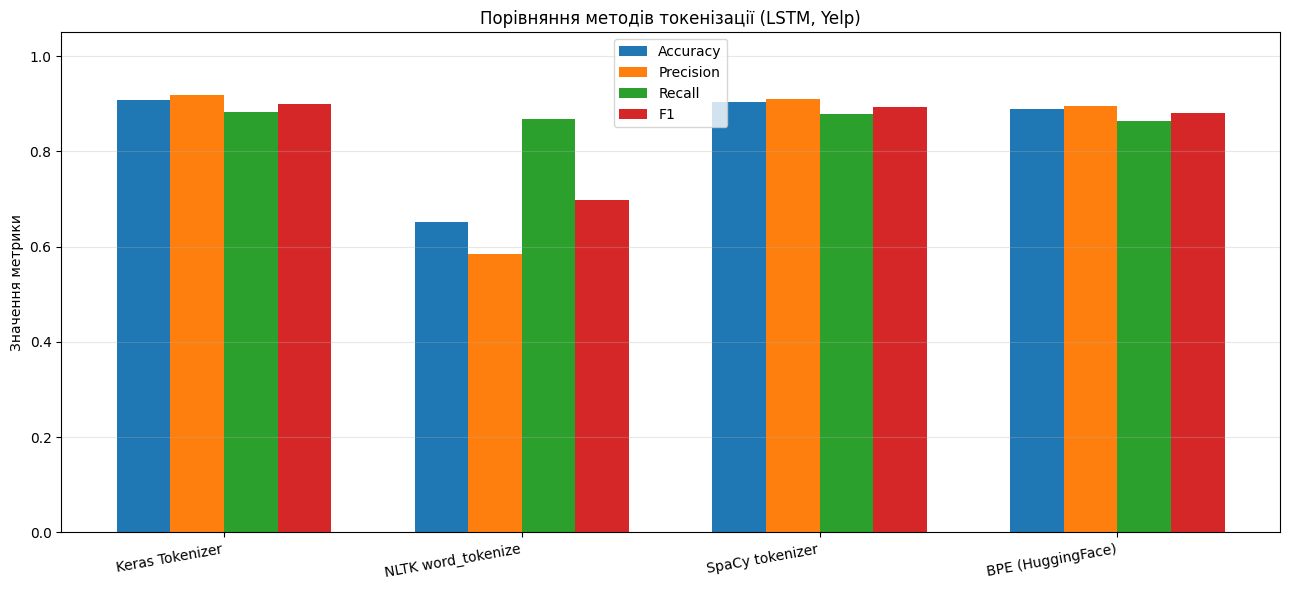 Порівняння методів токенізації (LSTM, Yelp)
Accuracy
Precision
Recall
F1
Значення метрики
1.0
0.8
0.6
0.4
0.2
0.0
Keras Tokenizer
NLTK word_tokenize
SpaCy tokenizer
BPE (HuggingFace)